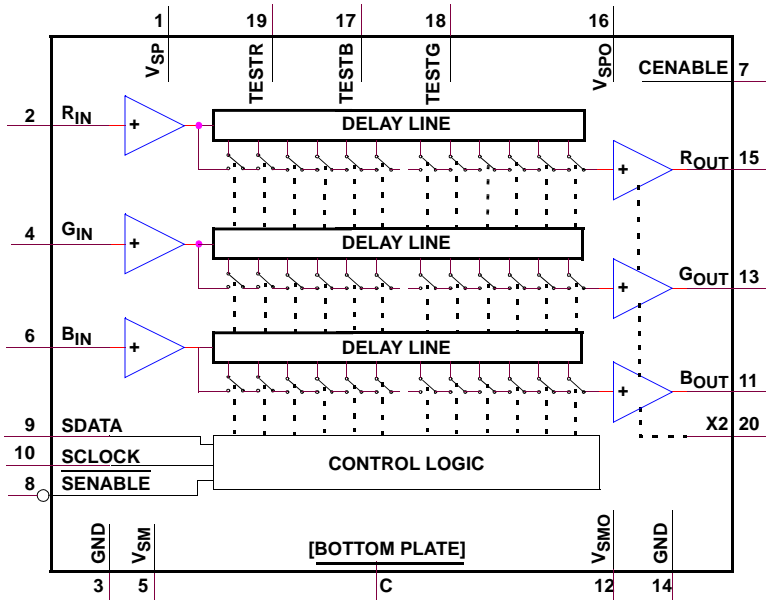 1 19 17 18 16
VSP TESTR TESTB TESTG VSPO
CENABLE 7
2 RIN + DELAY LINE
+ ROUT 15
4 GIN + DELAY LINE
+ GOUT 13
6 BIN + DELAY LINE
+ BOUT 11
9 SDATA X2 20
10 SCLOCK CONTROL LOGIC
8 SENABLE
GND VSM [BOTTOM PLATE] VSMO GND
3 5 C 12 14